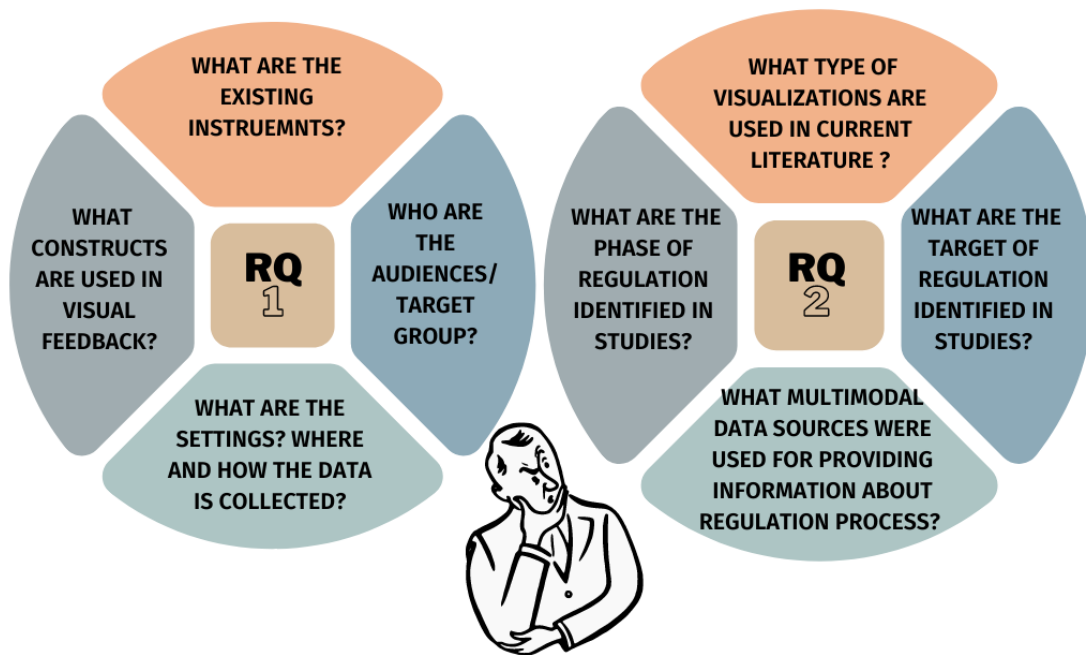 WHAT ARE THE
EXISTING
INSTRUEMNTS?
WHAT
CONSTRUCTS
ARE USED IN
VISUAL
FEEDBACK?
RQ
1
WHO ARE
THE
AUDIENCES/
TARGET
GROUP?
WHAT ARE THE
SETTINGS? WHERE
AND HOW THE DATA
IS COLLECTED?
WHAT TYPE OF
VISUALIZATIONS ARE
USED IN CURRENT
LITERATURE ?
WHAT ARE THE
PHASE OF
REGULATION
IDENTIFIED IN
STUDIES?
RQ
2
WHAT ARE THE
TARGET OF
REGULATION
IDENTIFIED IN
STUDIES?
WHAT MULTIMODAL
DATA SOURCES WERE
USED FOR PROVIDING
INFORMATION ABOUT
REGULATION PROCESS?